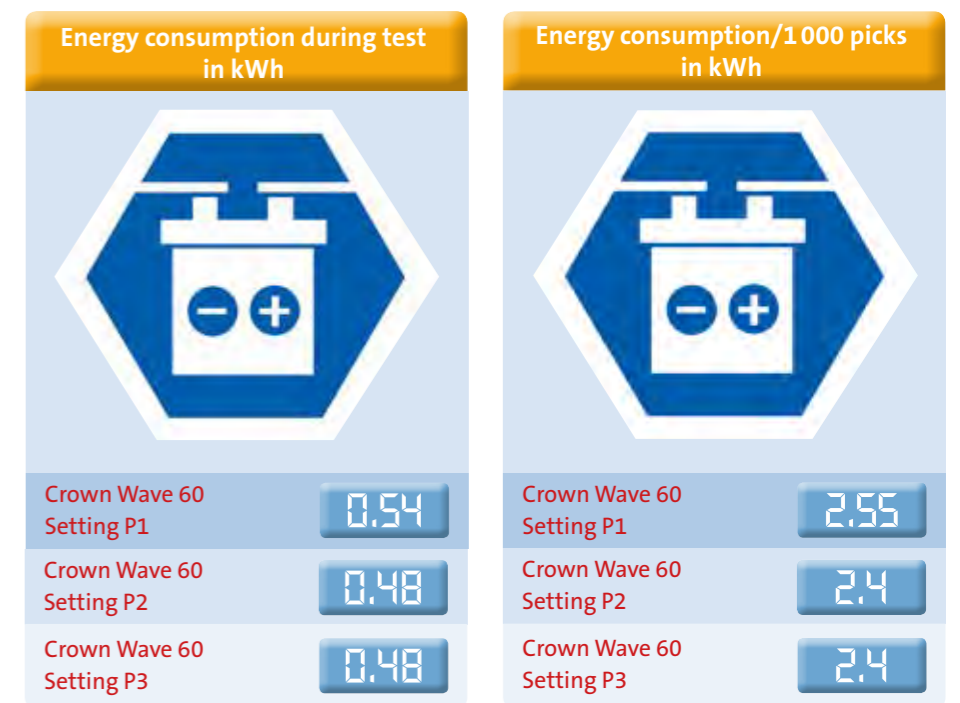 Energy consumption during test
in kWh
Crown Wave 60
Setting P1
0.54
Crown Wave 60
Setting P2
0.48
Crown Wave 60
Setting P3
0.48
Energy consumption/1 000 picks
in kWh
Crown Wave 60
Setting P1
2.55
Crown Wave 60
Setting P2
2.4
Crown Wave 60
Setting P3
2.4